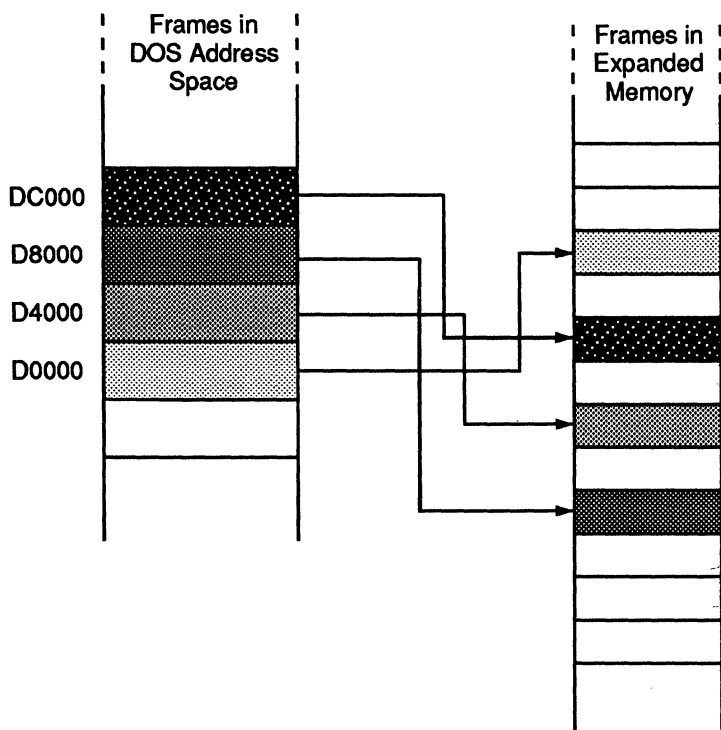 Frames in
DOS Address
Space
Frames in
Expanded
Memory
DC000
D8000
D4000
D0000